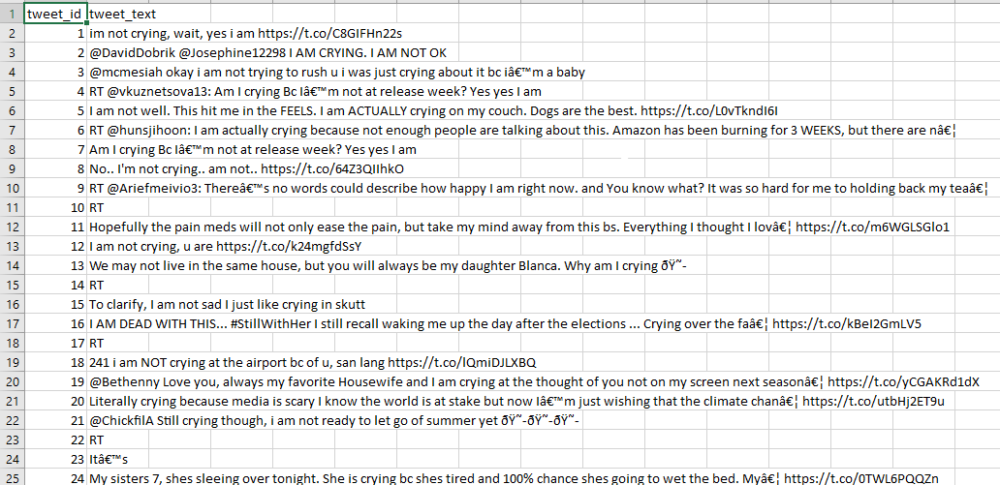 1 tweet_id tweet_text
2 1 im not crying, wait, yes i am https://t.co/C8GIFHn22s
3 2 @DavidDobrik @Josephine12298 I AM CRYING. I AM NOT OK
4 3 @mcmesiah okay i am not trying to rush u i was just crying about it bc iâ€™m a baby
5 4 RT @vkuznetsova13: Am I crying Bc Iâ€™m not at release week? Yes yes I am
6 5 I am not well. This hit me in the FEELS. I am ACTUALLY crying on my couch. Dogs are the best. https://t.co/L0vTkndI6I
7 6 RT @hunsjihoon: I am actually crying because not enough people are talking about this. Amazon has been burning for 3 WEEKS, but there are nâ€¦
8 7 Am I crying Bc Iâ€™m not at release week? Yes yes I am
9 8 No.. I'm not crying.. am not.. https://t.co/64Z3QIIhkO
10 9 RT @Ariefmeivio3: Thereâ€™s no words could describe how happy I am right now. and You know what? It was so hard for me to holding back my teaâ€¦
11 10 RT
12 11 Hopefully the pain meds will not only ease the pain, but take my mind away from this bs. Everything I thought I lovâ€¦ https://t.co/m6WGLSGlo1
13 12 I am not crying, u are https://t.co/k24mgfdSsY
14 13 We may not live in the same house, but you will always be my daughter Blanca. Why am I crying ðŸ˜-
15 14 RT
16 15 To clarify, I am not sad I just like crying in skutt
17 16 I AM DEAD WITH THIS... #StillWithHer I still recall waking me up the day after the elections ... Crying over the faâ€¦ https://t.co/kBeI2GmLV5
18 17 RT
19 18 241 i am NOT crying at the airport bc of u, san lang https://t.co/lQmiDJLXBQ
20 19 @Bethenny Love you, always my favorite Housewife and I am crying at the thought of you not on my screen next seasonâ€¦ https://t.co/yCGAKRd1dX
21 20 Literally crying because media is scary I know the world is at stake but now Iâ€™m just wishing that the climate chanâ€¦ https://t.co/utbHj2ET9u
22 21 @ChickfilA Still crying though, i am not ready to let go of summer yet ðŸ˜-ðŸ˜-ðŸ˜-
23 22 RT
24 23 Itâ€™s
25 24 My sisters 7, shes sleeing over tonight. She is crying bc shes tired and 100% chance shes going to wet the bed. Myâ€¦ https://t.co/0TWL6PQQZn